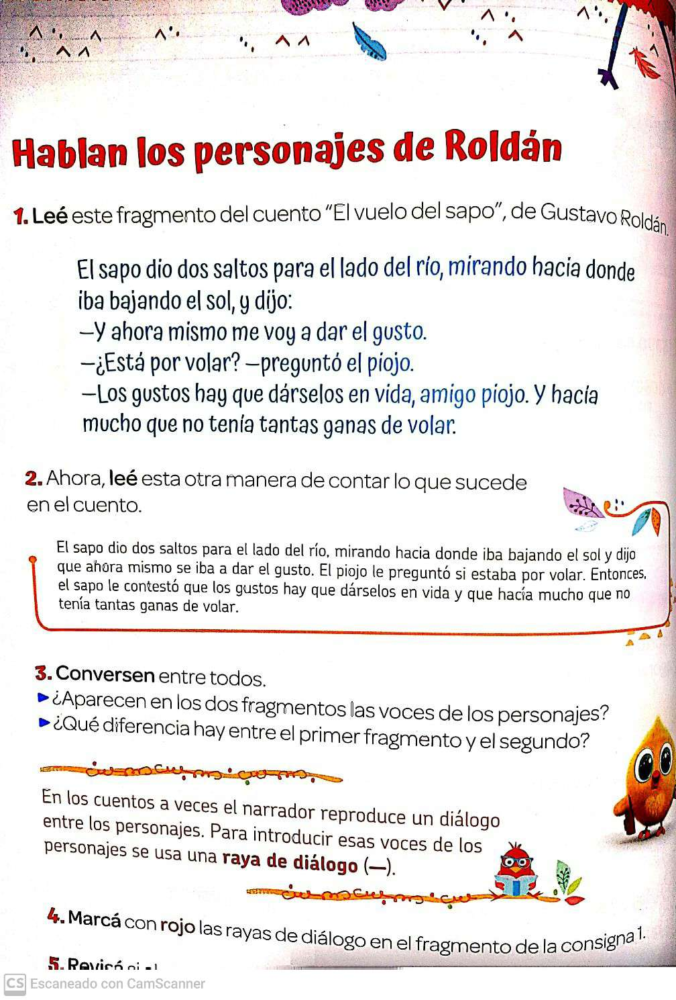 Hablan los personajes de Roldán
1. Leé este fragmento del cuento “El vuelo del sapo”, de Gustavo Roldán.
El sapo dio dos saltos para el lado del río, mirando hacia donde
iba bajando el sol, y dijo:
—Y ahora mismo me voy a dar el gusto.
—¿Está por volar? —preguntó el piojo.
—Los gustos hay que dárselos en vida, amigo piojo. Y hacía
mucho que no tenía tantas ganas de volar.
2. Ahora, leé esta otra manera de contar lo que sucede
en el cuento.
El sapo dio dos saltos para el lado del río, mirando hacia donde iba bajando el sol y dijo
que ahora mismo se iba a dar el gusto. El piojo le preguntó si estaba por volar. Entonces,
el sapo le contestó que los gustos hay que dárselos en vida y que hacía mucho que no
tenía tantas ganas de volar.
3. Conversen entre todos.
▶ ¿Aparecen en los dos fragmentos las voces de los personajes?
▶ ¿Qué diferencia hay entre el primer fragmento y el segundo?
En los cuentos a veces el narrador reproduce un diálogo
entre los personajes. Para introducir esas voces de los
personajes se usa una raya de diálogo (—).
4. Marcá con rojo las rayas de diálogo en el fragmento de la consigna 1.
5. Revisá
CS Escaneado con CamScanner